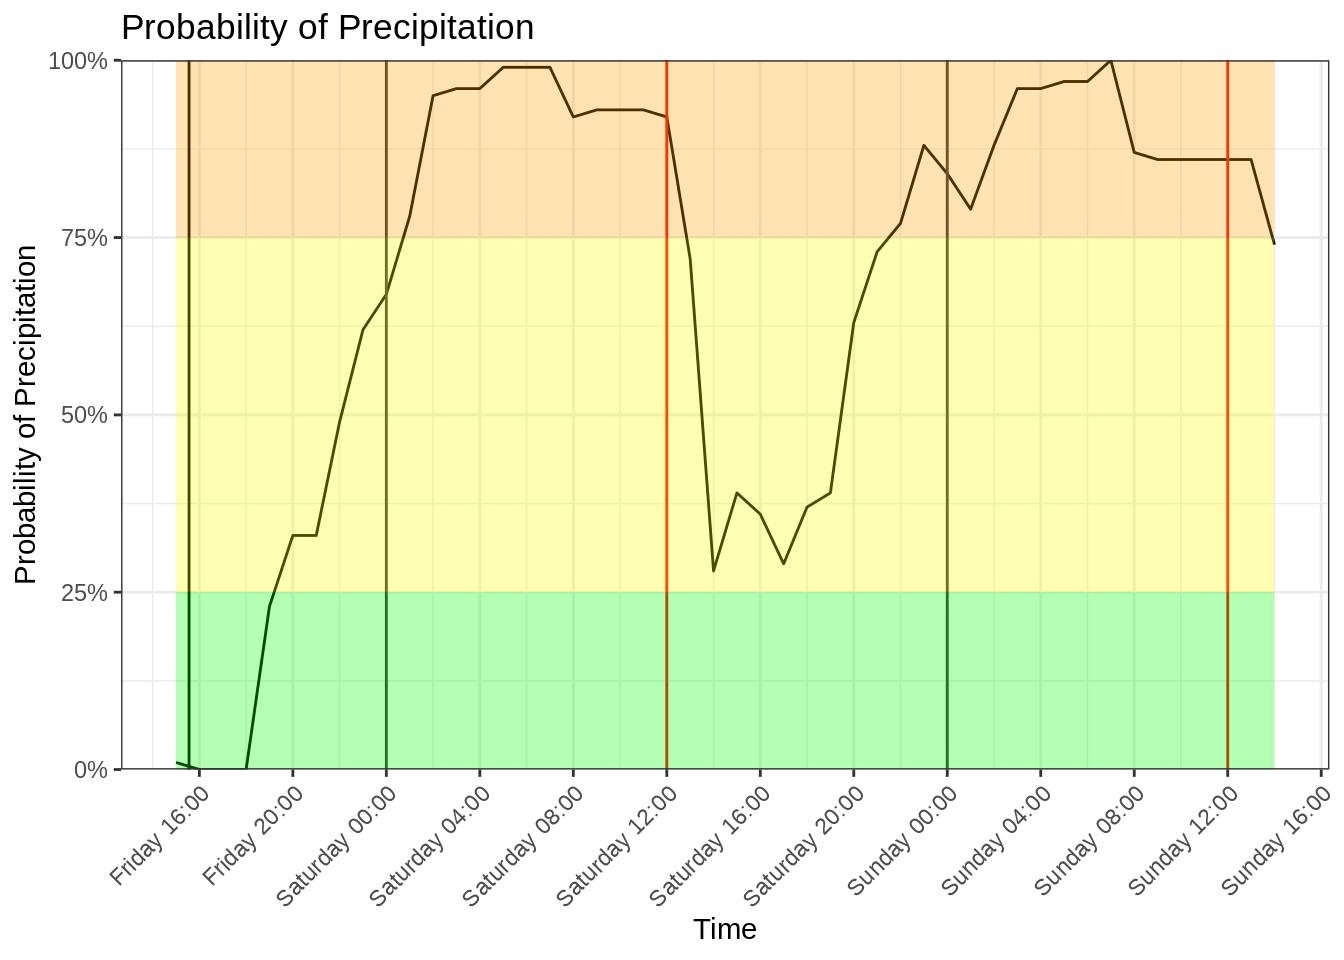 Probability of Precipitation
100%
75%
50%
25%
0%
Probability of Precipitation
Friday 16:00
Friday 20:00
Saturday 00:00
Saturday 04:00
Saturday 08:00
Saturday 12:00
Saturday 16:00
Saturday 20:00
Sunday 00:00
Sunday 04:00
Sunday 08:00
Sunday 12:00
Sunday 16:00
Time